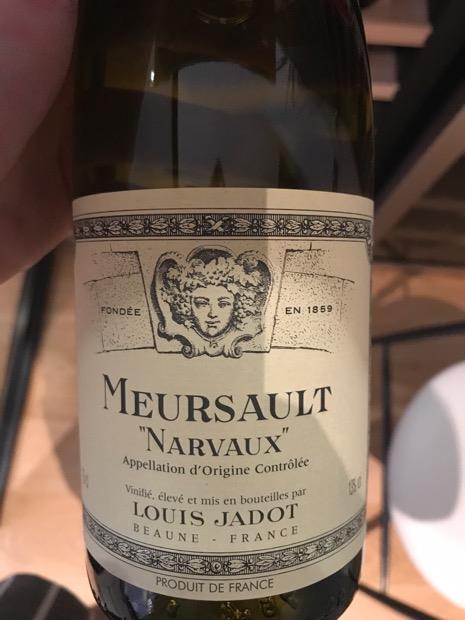 FONDÉE EN 1859
MEURSAULT
"NARVAUX"
Appellation d'Origine Contrôlée
Vinifié, élevé et mis en bouteilles par
LOUIS JADOT
BEAUNE - FRANCE
PRODUIT DE FRANCE